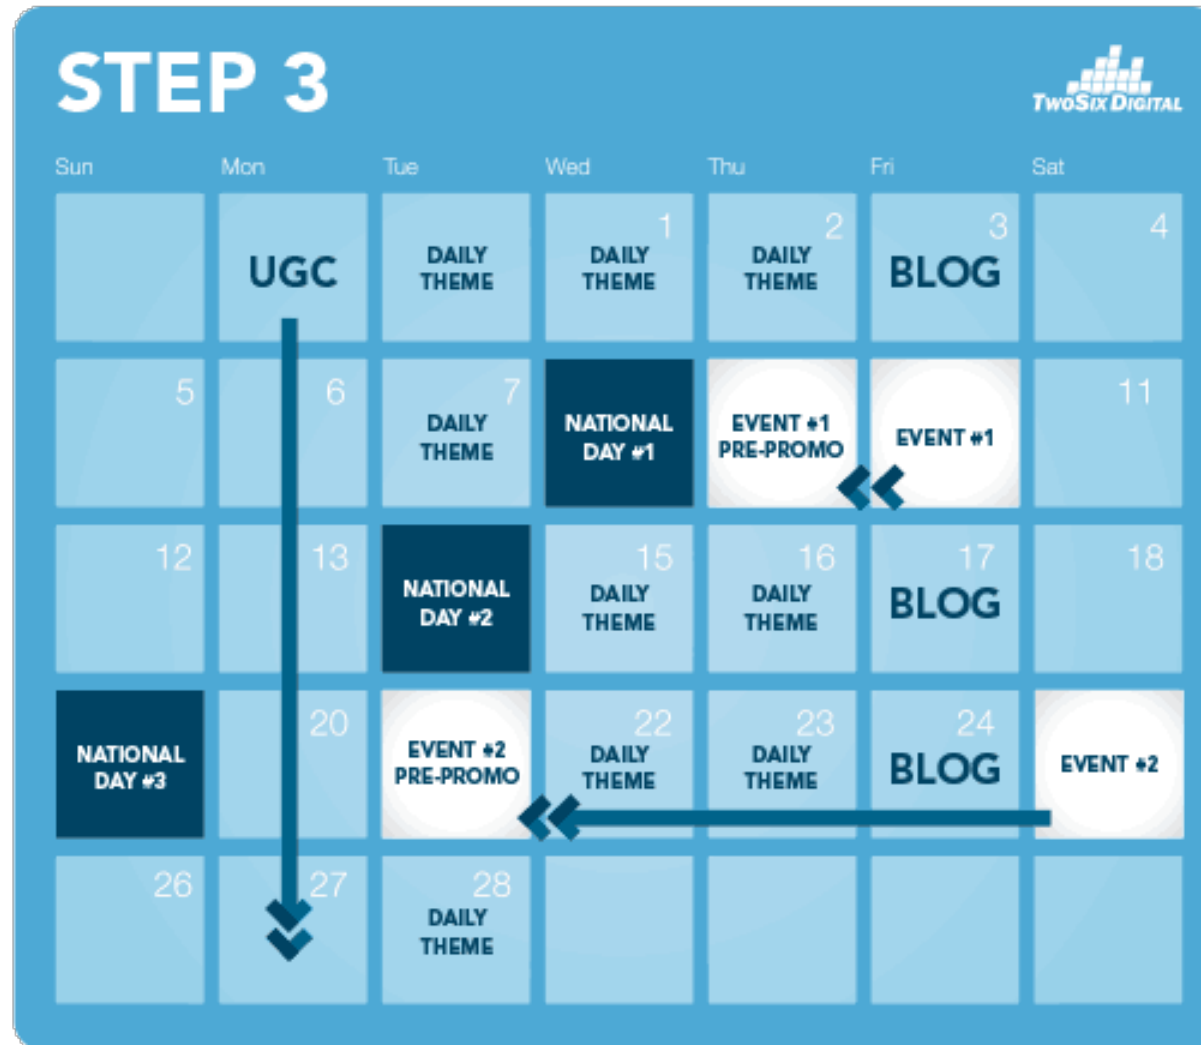 STEP 3
TWOSIX DIGITAL
Sun Mon Tue Wed Thu Fri Sat
1 2 3 4
UGC DAILY THEME DAILY THEME DAILY THEME BLOG
5 6 7 11
DAILY THEME NATIONAL DAY #1 EVENT #1 PRE-PROMO EVENT #1
12 13 15 16 17 18
NATIONAL DAY #2 DAILY THEME DAILY THEME BLOG
20 22 23 24
NATIONAL DAY #3 EVENT #2 PRE-PROMO DAILY THEME DAILY THEME BLOG EVENT #2
26 27 28
DAILY THEME